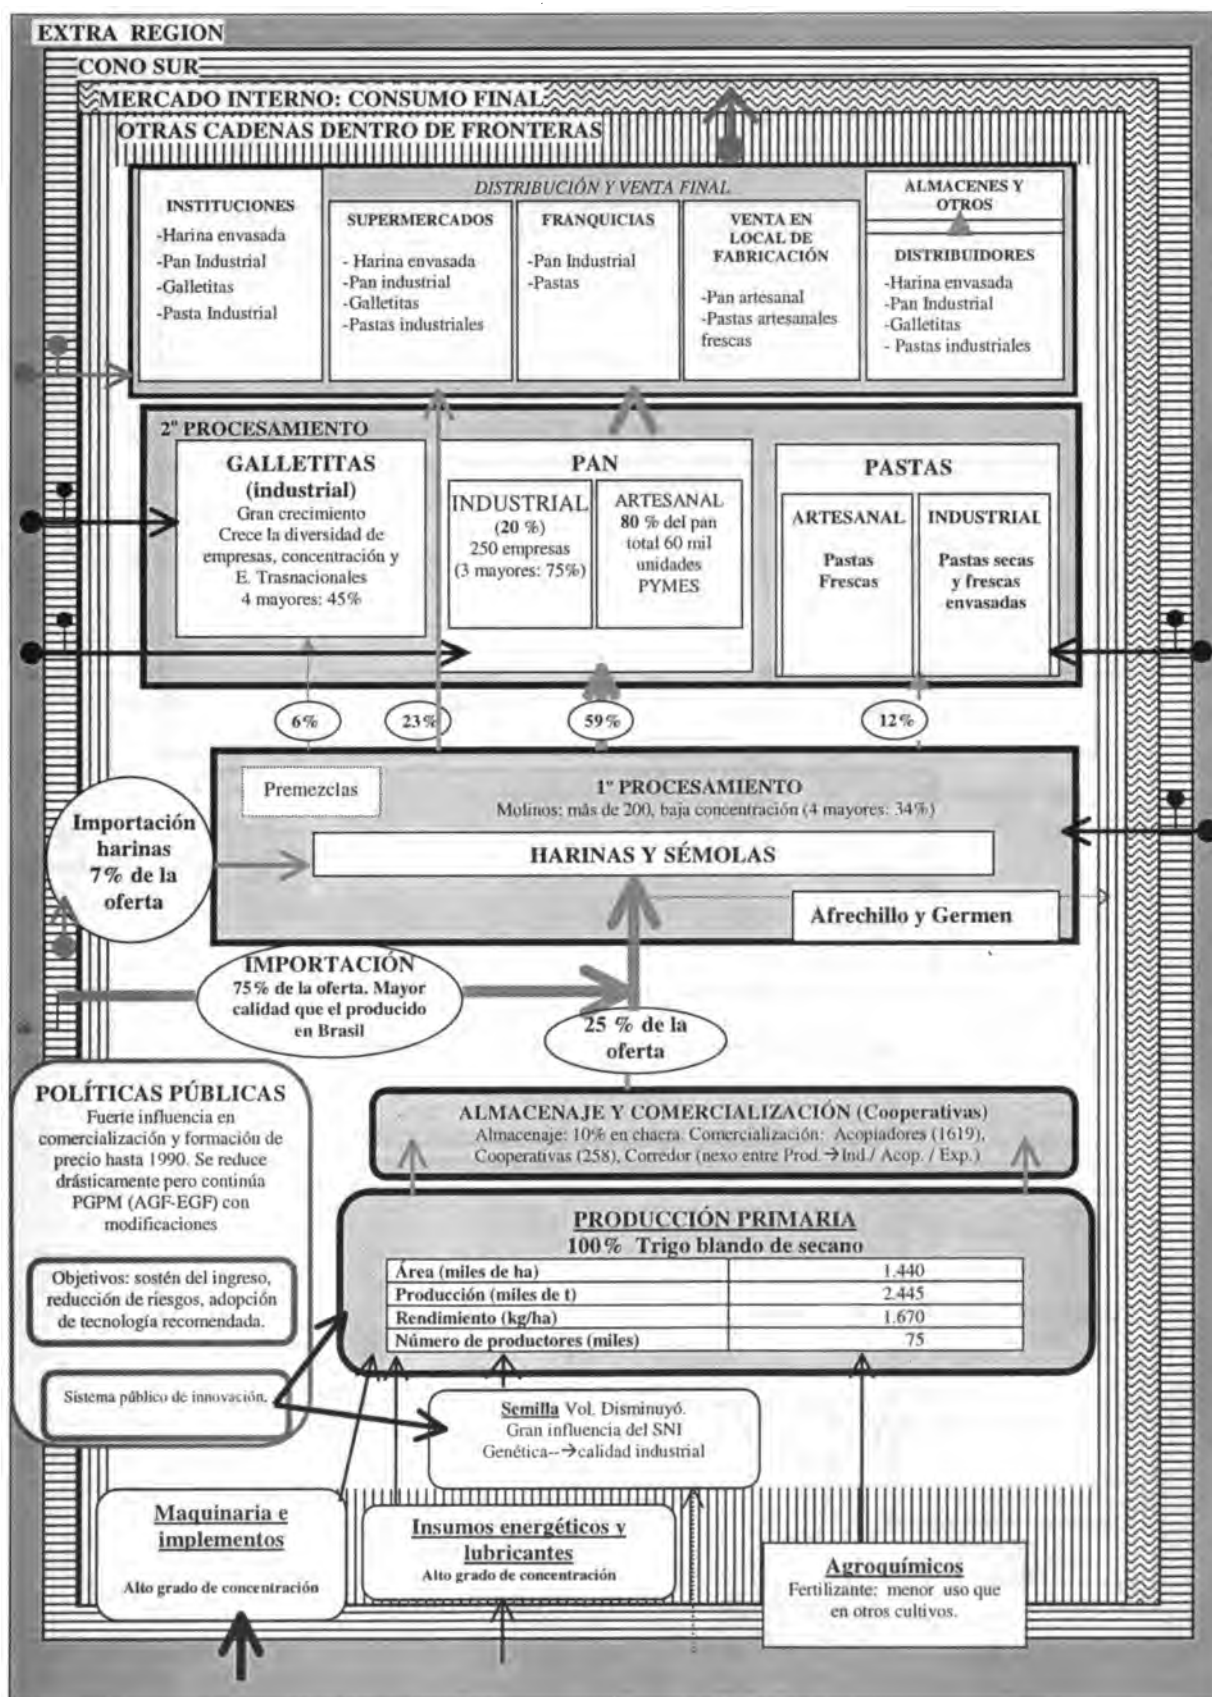 EXTRA REGION
CONO SUR
MERCADO INTERNO: CONSUMO FINAL
OTRAS CADENAS DENTRO DE FRONTERAS
DISTRIBUCIÓN Y VENTA FINAL
INSTITUCIONES
-Harina envasada
-Pan Industrial
-Galletitas
-Pasta Industrial
SUPERMERCADOS
- Harina envasada
-Pan industrial
-Galletitas
-Pastas industriales
FRANQUICIAS
-Pan Industrial
-Pastas
VENTA EN
LOCAL DE
FABRICACIÓN
-Pan artesanal
-Pastas artesanales
frescas
ALMACENES Y
OTROS
DISTRIBUIDORES
-Harina envasada
-Pan Industrial
-Galletitas
- Pastas industriales
2º PROCESAMIENTO
GALLETITAS
(industrial)
Gran crecimiento
Crece la diversidad de
empresas, concentración y
E. Trasnacionales
4 mayores: 45%
PAN
INDUSTRIAL
(20 %)
250 empresas
(3 mayores: 75%)
ARTESANAL
80 % del pan
total 60 mil
unidades
PYMES
PASTAS
ARTESANAL
Pastas
Frescas
INDUSTRIAL
Pastas secas
y frescas
envasadas
6%
23%
59%
12%
Premezclas
1º PROCESAMIENTO
Molinos: más de 200, baja concentración (4 mayores: 34%)
HARINAS Y SÉMOLAS
Afrechillo y Germen
Importación
harinas
7% de la
oferta
IMPORTACIÓN
75% de la oferta. Mayor
calidad que el producido
en Brasil
25 % de la
oferta
POLÍTICAS PÚBLICAS
Fuerte influencia en
comercialización y formación de
precio hasta 1990. Se reduce
drásticamente pero continúa
PGPM (AGF-EGF) con
modificaciones
Objetivos: sostén del ingreso,
reducción de riesgos, adopción
de tecnología recomendada.
Sistema público de innovación.
ALMACENAJE Y COMERCIALIZACIÓN (Cooperativas)
Almacenaje: 10% en chacra. Comercialización: Acopiadores (1619),
Cooperativas (258), Corredor (nexo entre Prod.→Ind./ Acop. / Exp.)
PRODUCCIÓN PRIMARIA
100% Trigo blando de secano
Área (miles de ha) 1.440
Producción (miles de t) 2.445
Rendimiento (kg/ha) 1.670
Número de productores (miles) 75
Semilla Vol. Disminuyó.
Gran influencia del SNI
Genética--→calidad industrial
Maquinaria e
implementos
Alto grado de concentración
Insumos energéticos y
lubricantes
Alto grado de concentración
Agroquímicos
Fertilizante: menor uso que
en otros cultivos.